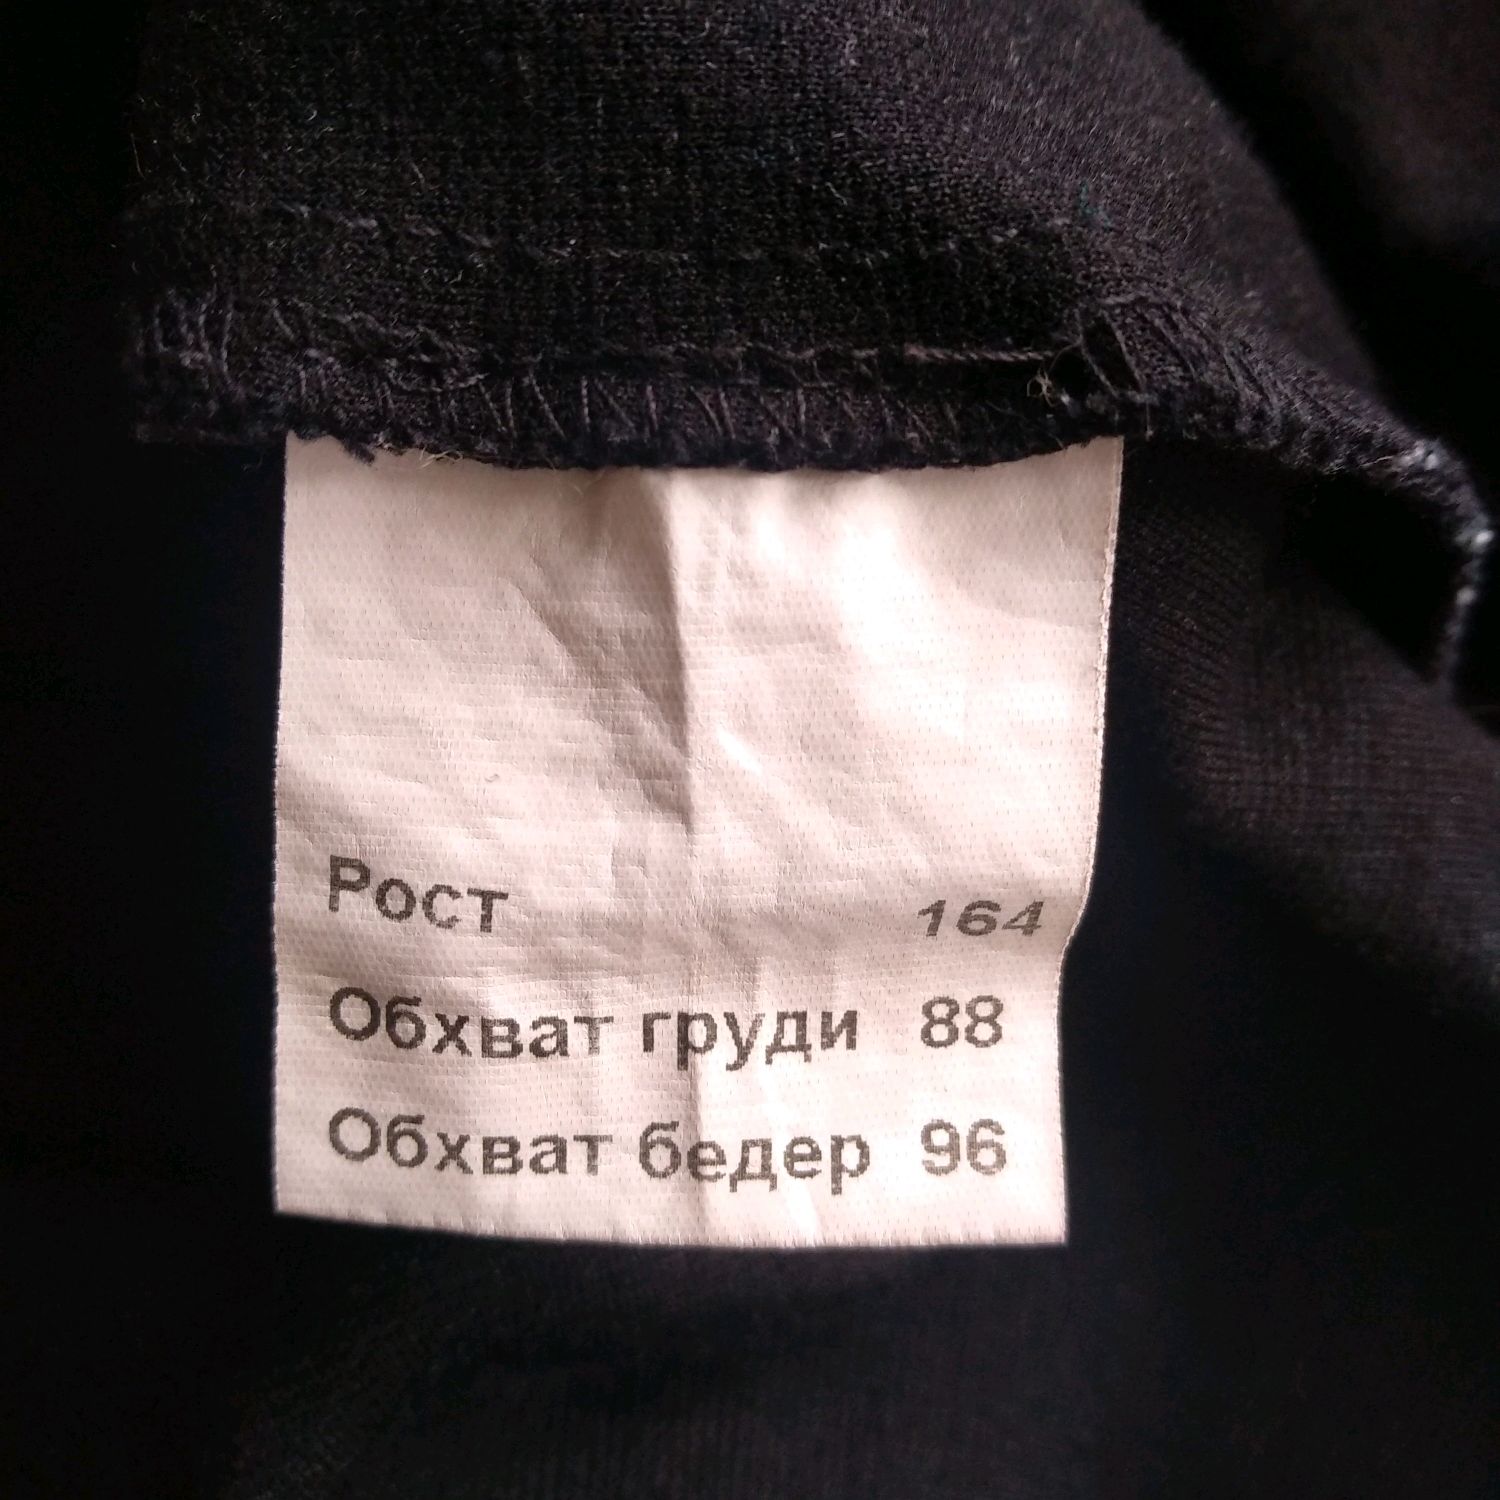 Рост 164
Обхват груди 88
Обхват бедер 96